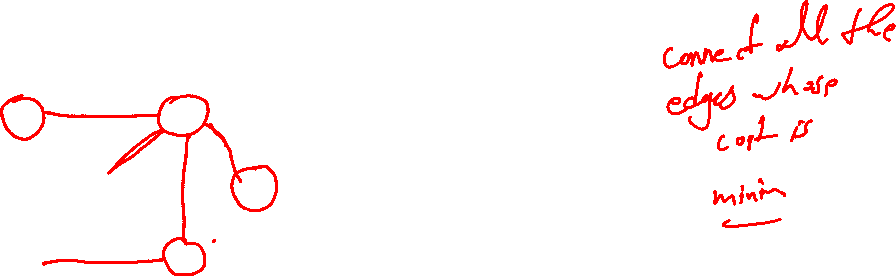 connect all the
edges whose
cost is
minim